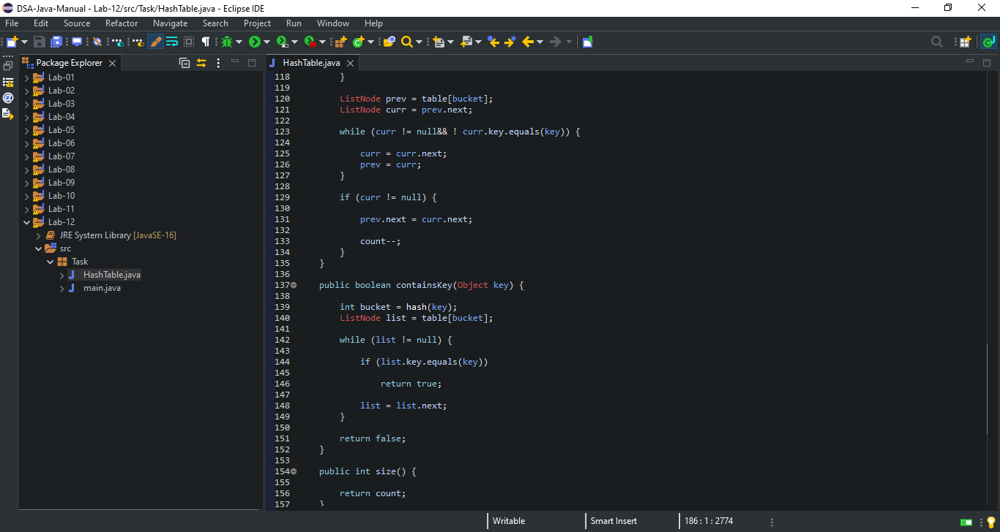 DSA-Java-Manual - Lab-12/src/Task/HashTable.java - Eclipse IDE
File Edit Source Refactor Navigate Search Project Run Window Help
Package Explorer
HashTable.java
Lab-01
Lab-02
Lab-03
Lab-04
Lab-05
Lab-06
Lab-07
Lab-08
Lab-09
Lab-10
Lab-11
Lab-12
JRE System Library [JavaSE-16]
src
Task
HashTable.java
main.java
118 }
119
120 ListNode prev = table[bucket];
121 ListNode curr = prev.next;
122
123 while (curr != null&& ! curr.key.equals(key)) {
124
125 curr = curr.next;
126 prev = curr;
127 }
128
129 if (curr != null) {
130
131 prev.next = curr.next;
132
133 count--;
134 }
135 }
136
137 public boolean containsKey(Object key) {
138
139 int bucket = hash(key);
140 ListNode list = table[bucket];
141
142 while (list != null) {
143
144 if (list.key.equals(key))
145
146 return true;
147
148 list = list.next;
149 }
150
151 return false;
152 }
153
154 public int size() {
155
156 return count;
157 }
Writable Smart Insert 186 : 1 : 2774